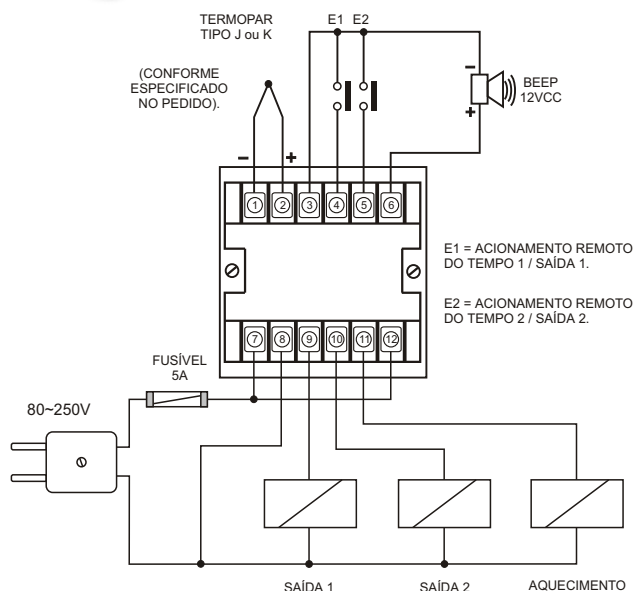 TERMOPAR
TIPO J ou K
E1 E2
(CONFORME
ESPECIFICADO
NO PEDIDO).
BEEP
12VCC
1 2 3 4 5 6
E1 = ACIONAMENTO REMOTO
DO TEMPO 1 / SAÍDA 1.
E2 = ACIONAMENTO REMOTO
DO TEMPO 2 / SAÍDA 2.
7 8 9 10 11 12
FUSÍVEL
5A
80~250V
SAÍDA 1
SAÍDA 2
AQUECIMENTO